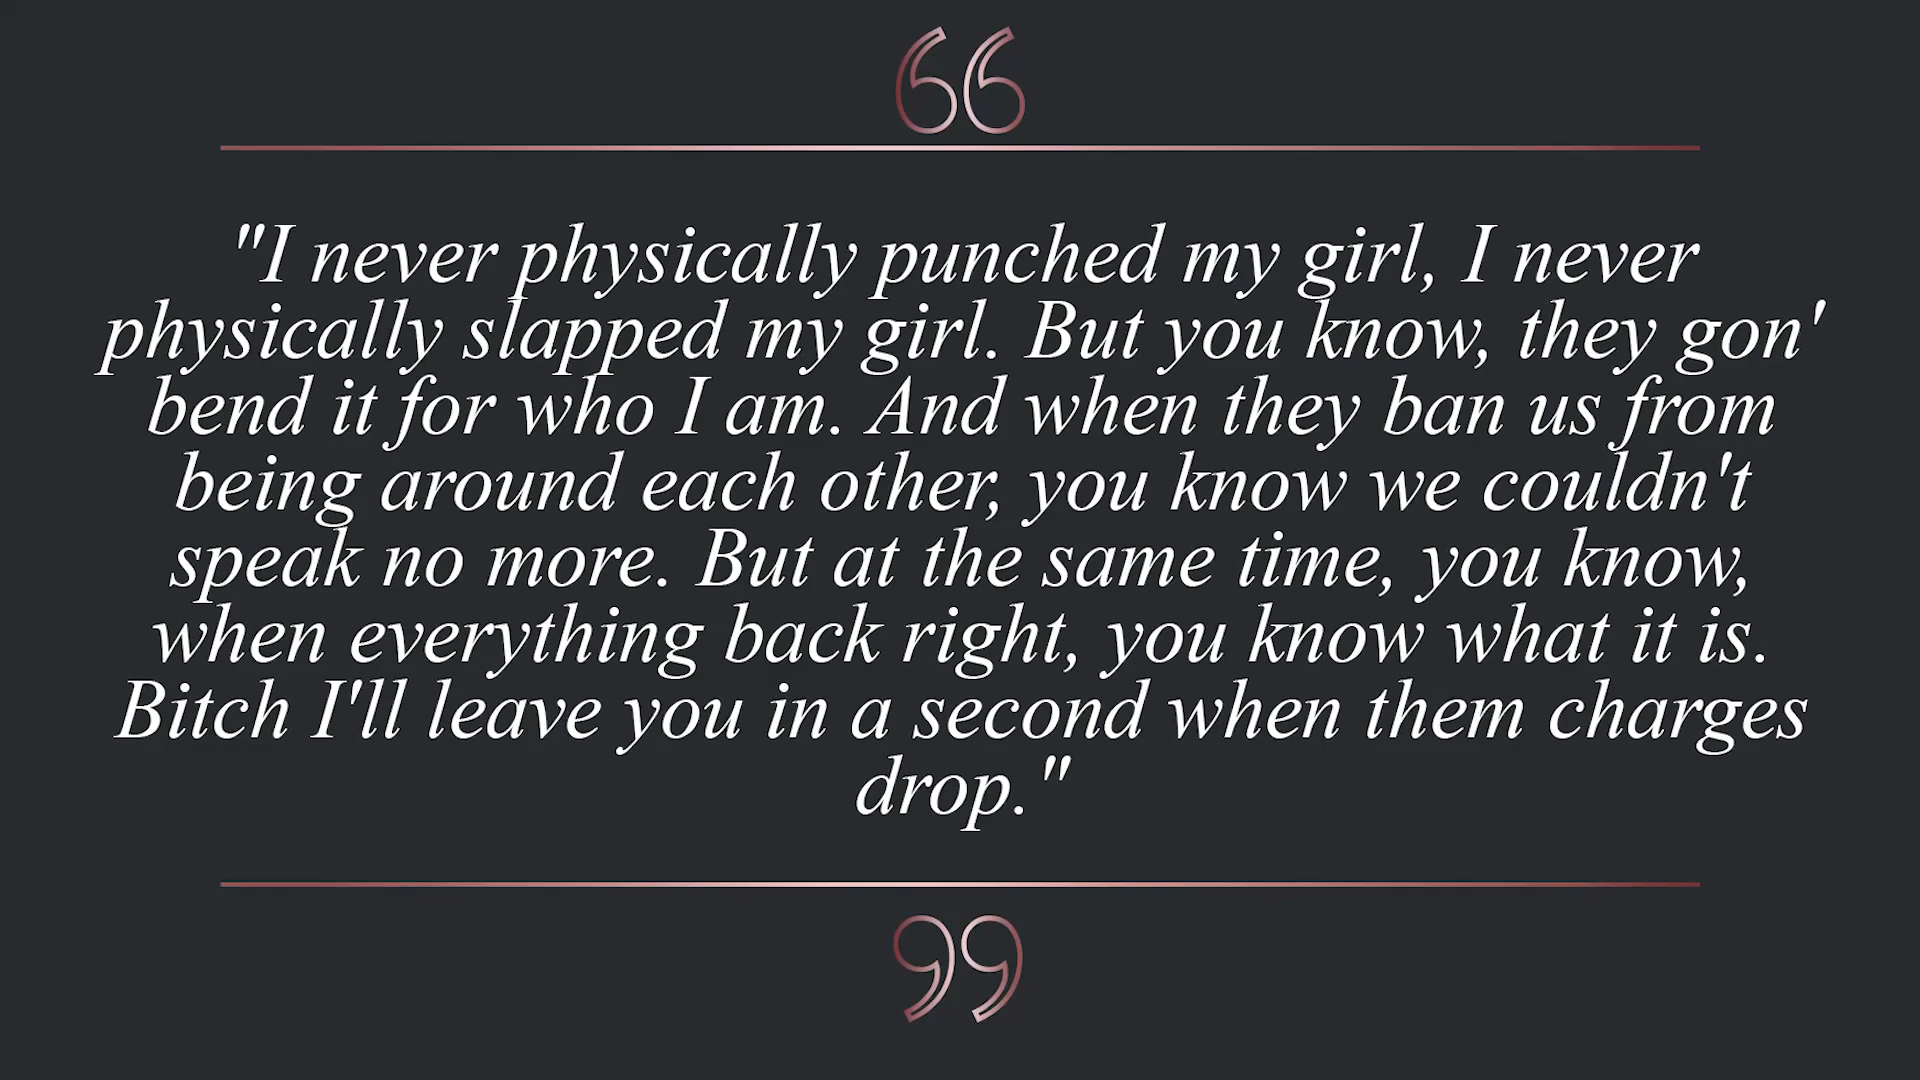 “
"I never physically punched my girl, I never
physically slapped my girl. But you know, they gon'
bend it for who I am. And when they ban us from
being around each other, you know we couldn't
speak no more. But at the same time, you know,
when everything back right, you know what it is.
Bitch I'll leave you in a second when them charges
drop."
”